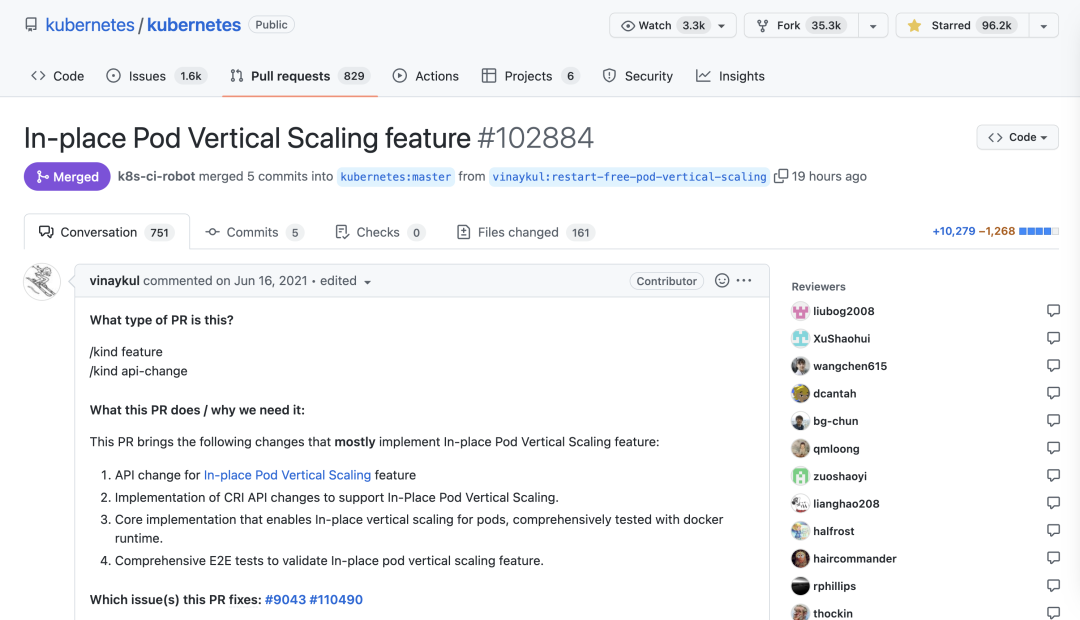 kubernetes / kubernetes Public
Watch 3.3k Fork 35.3k Starred 96.2k
Code Issues 1.6k Pull requests 829 Actions Projects 6 Security Insights
In-place Pod Vertical Scaling feature #102884
Code
Merged k8s-ci-robot merged 5 commits into kubernetes:master from vinaykul:restart-free-pod-vertical-scaling 19 hours ago
Conversation 751 Commits 5 Checks 0 Files changed 161
+10,279 −1,268
vinaykul commented on Jun 16, 2021 • edited Contributor
What type of PR is this?
/kind feature
/kind api-change
What this PR does / why we need it:
This PR brings the following changes that mostly implement In-place Pod Vertical Scaling feature:
1. API change for In-place Pod Vertical Scaling feature
2. Implementation of CRI API changes to support In-Place Pod Vertical Scaling.
3. Core implementation that enables In-place vertical scaling for pods, comprehensively tested with docker
runtime.
4. Comprehensive E2E tests to validate In-place pod vertical scaling feature.
Which issue(s) this PR fixes: #9043 #110490
Reviewers
liubog2008
XuShaohui
wangchen615
dcantah
bg-chun
qmloong
zuoshaoyi
lianghao208
halfrost
haircommander
rphillips
thockin